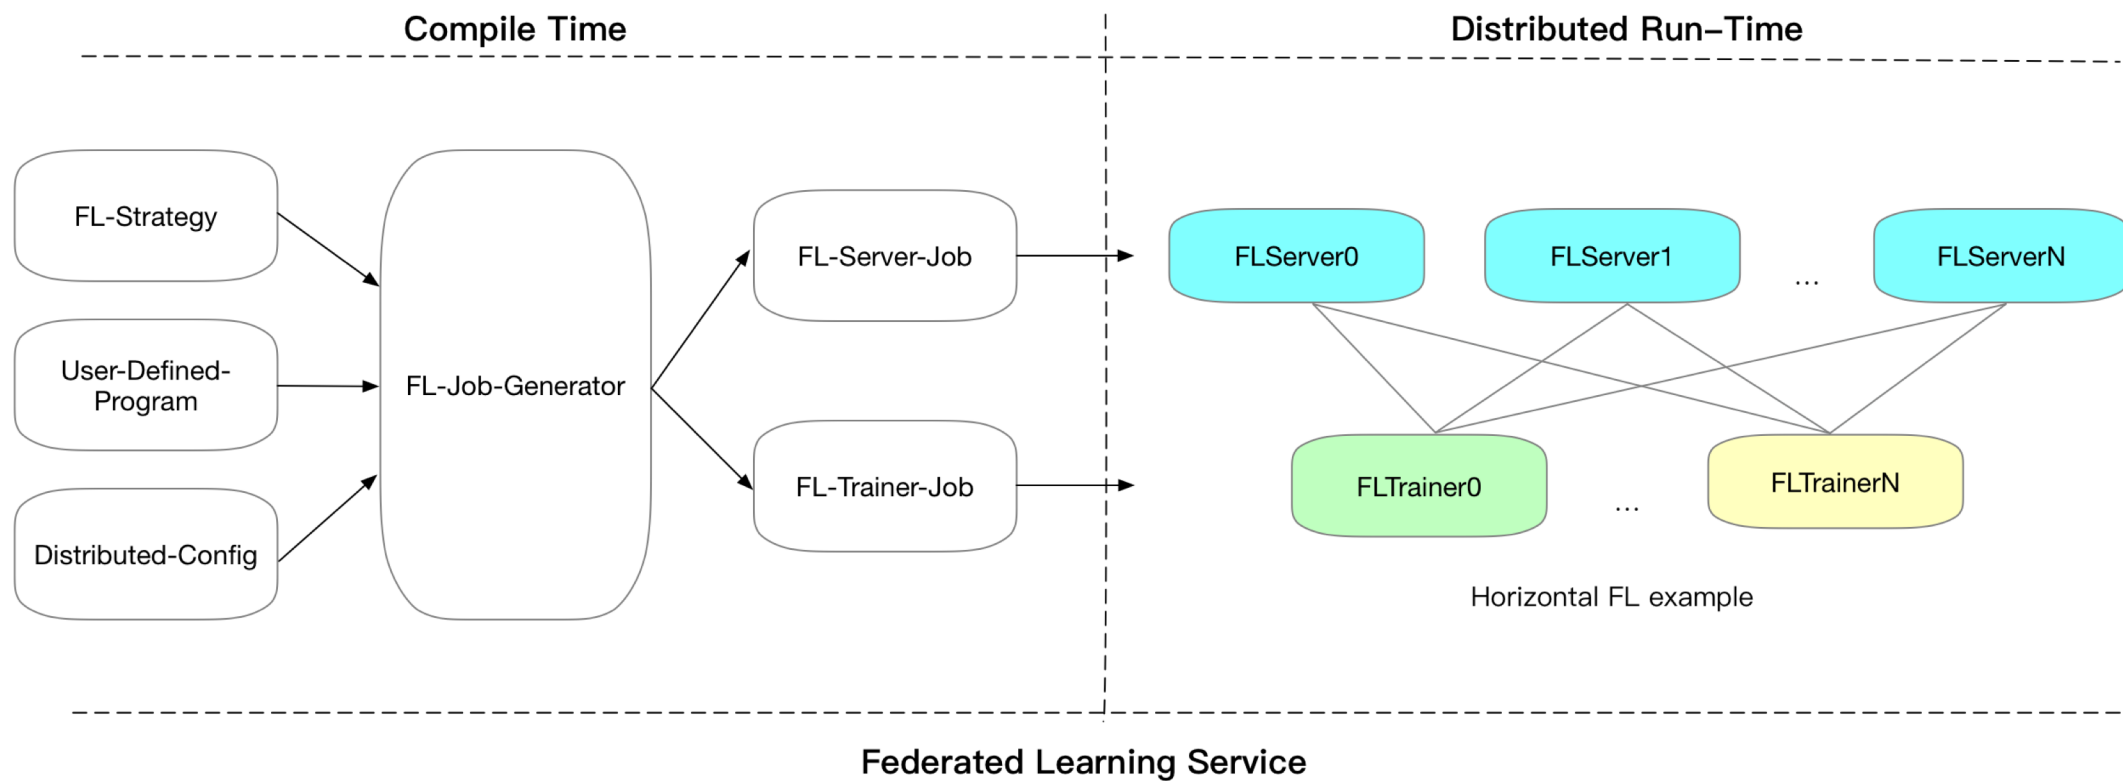 Compile Time
Distributed Run–Time
FL-Strategy
User-Defined-
Program
Distributed-Config
FL-Job-Generator
FL-Server-Job
FL-Trainer-Job
FLServer0
FLServer1
...
FLServerN
FLTrainer0
...
FLTrainerN
Horizontal FL example
Federated Learning Service